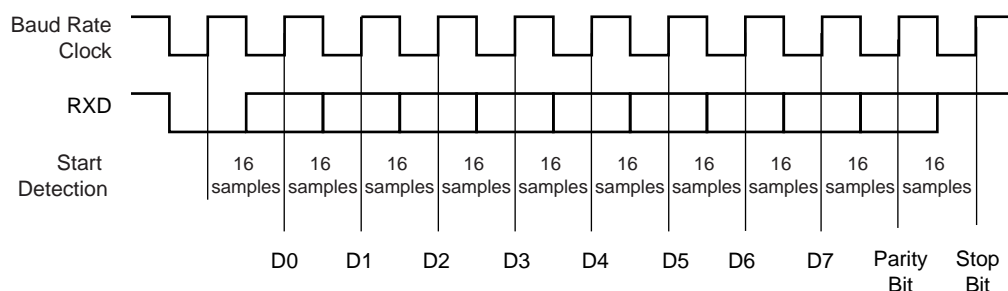 Baud Rate
Clock
RXD
Start
Detection
16
samples
16
samples
16
samples
16
samples
16
samples
16
samples
16
samples
16
samples
16
samples
16
samples
D0
D1
D2
D3
D4
D5
D6
D7
Parity
Bit
Stop
Bit